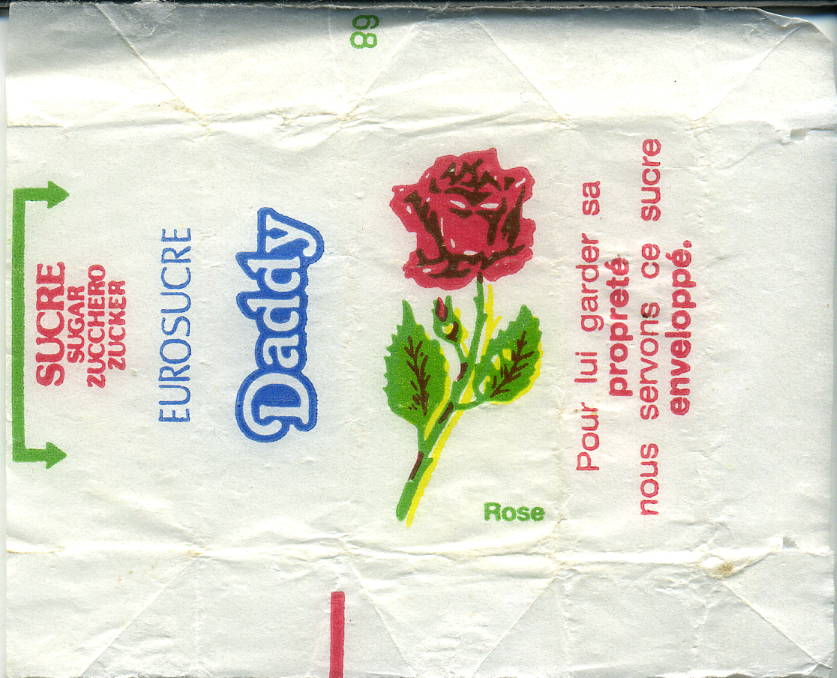 89
SUCRE
SUGAR
ZUCCHERO
ZUCKER
EUROSUCRE
Daddy
Rose
Pour lui garder sa
propreté
nous servons ce sucre
enveloppé.